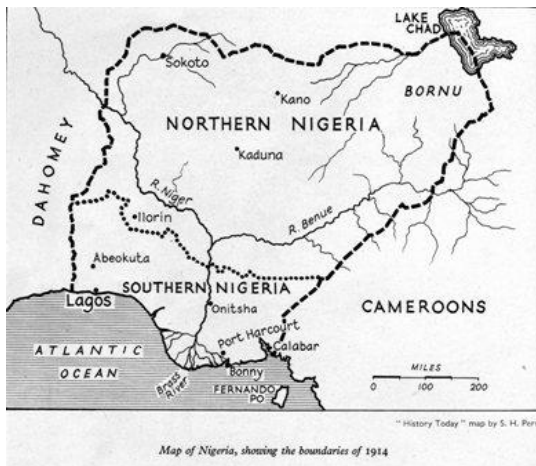 LAKE
CHAD
Sokoto
Kano
BORNU
NORTHERN NIGERIA
Kaduna
DAHOMEY
R. Niger
Ilorin
R. Benue
Abeokuta
SOUTHERN NIGERIA
Lagos
Onitsha
CAMEROONS
Port Harcourt
Calabar
ATLANTIC
OCEAN
Brass
River
Bonny
FERNANDO
PO
MILES
0 100 200
"History Today" map by S. H. Perr
Map of Nigeria, showing the boundaries of 1914